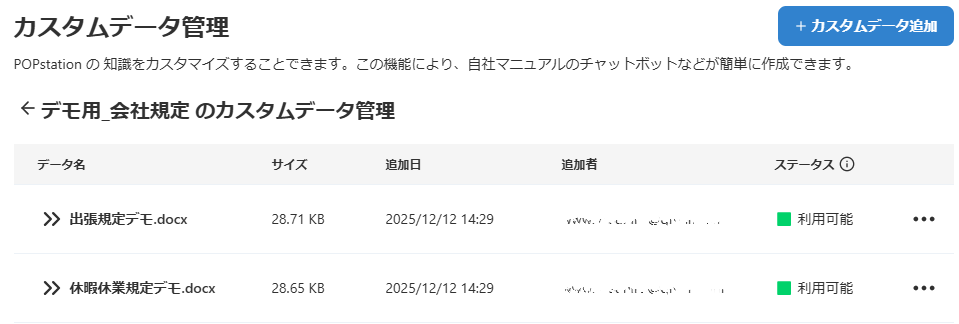 カスタムデータ管理
+ カスタムデータ追加
POPstation の 知識をカスタマイズすることできます。この機能により、自社マニュアルのチャットボットなどが簡単に作成できます。
← デモ用_会社規定 のカスタムデータ管理
データ名 サイズ 追加日 追加者 ステータス
出張規定デモ.docx 28.71 KB 2025/12/12 14:29 利用可能
休暇休業規定デモ.docx 28.65 KB 2025/12/12 14:29 利用可能